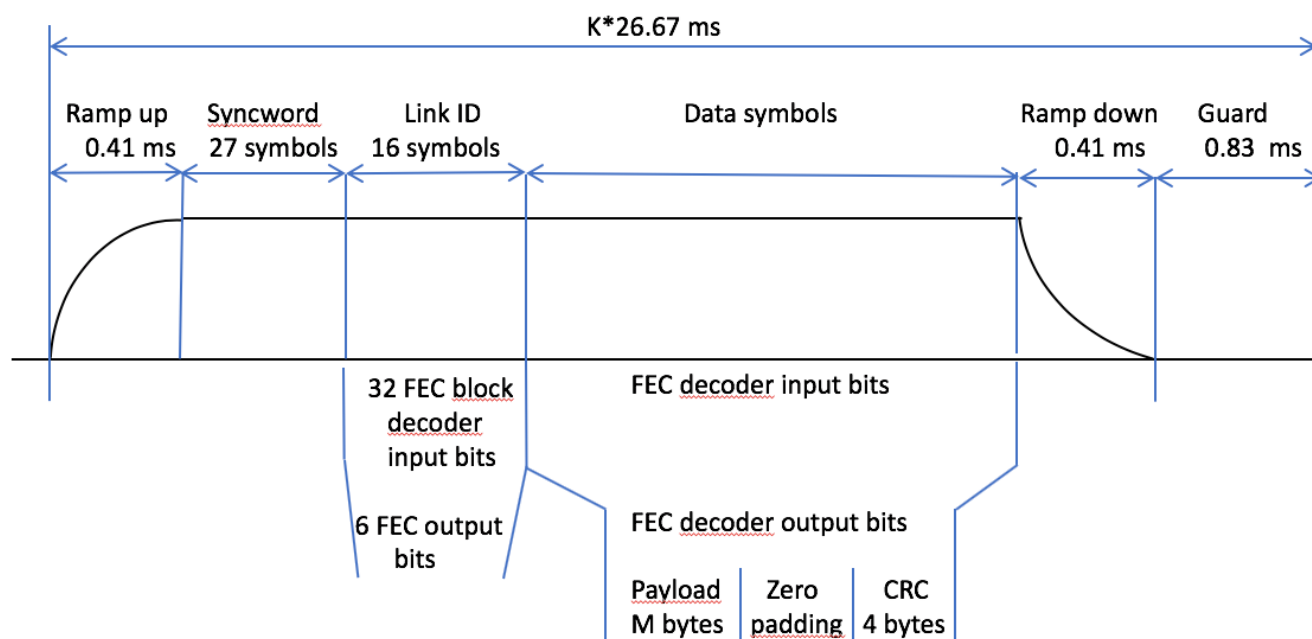 K*26.67 ms
Ramp up Syncword Link ID Data symbols Ramp down Guard
0.41 ms 27 symbols 16 symbols 0.41 ms 0.83 ms
32 FEC block FEC decoder input bits
decoder
input bits
6 FEC output FEC decoder output bits
bits
Payload Zero CRC
M bytes padding 4 bytes